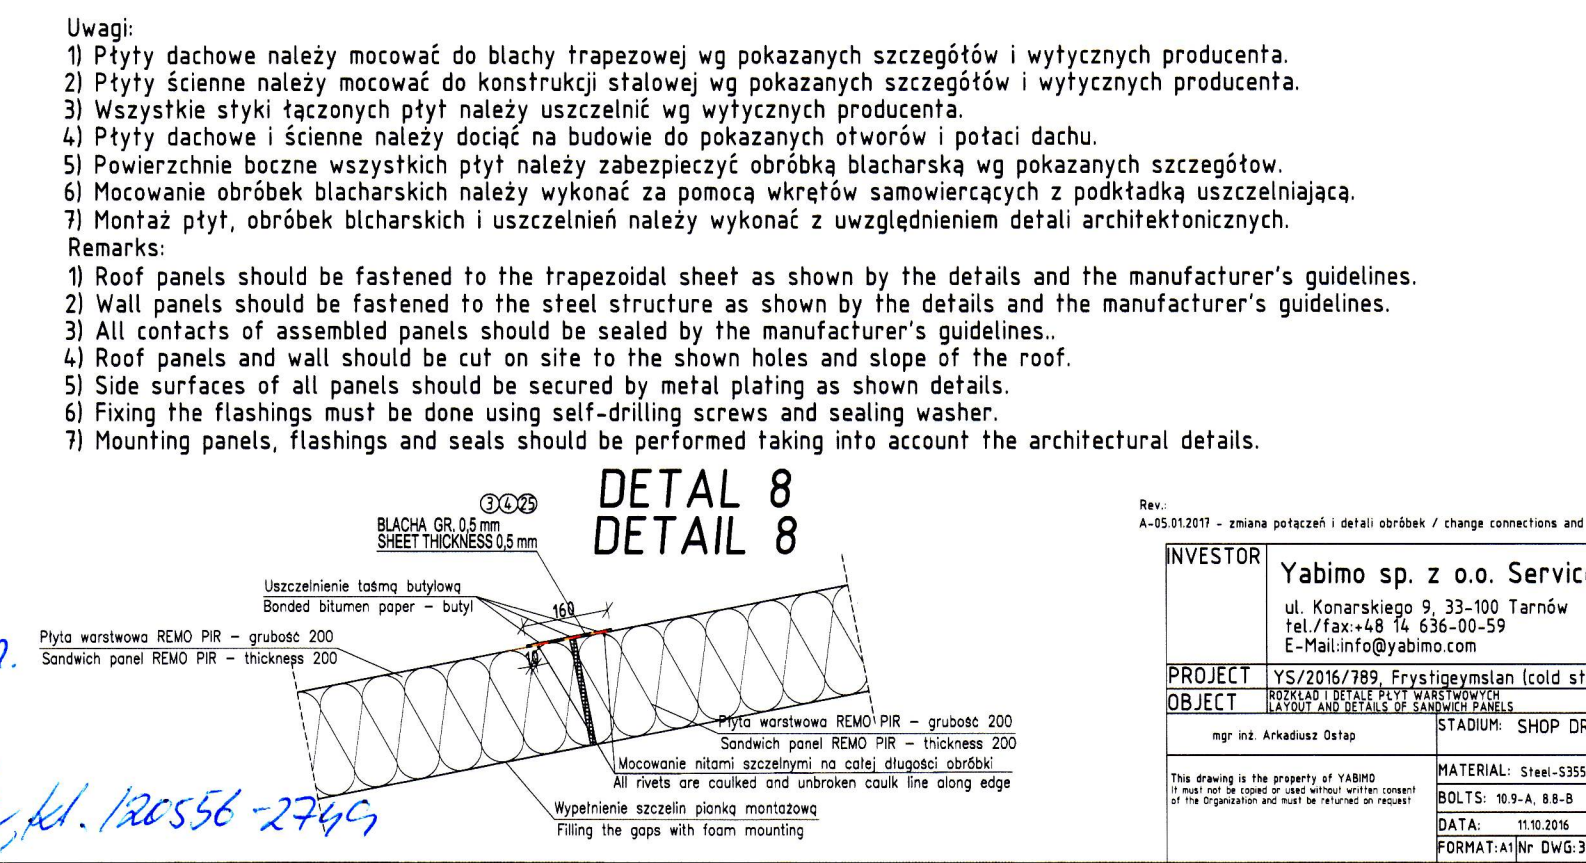 Uwagi:
1) Płyty dachowe należy mocować do blachy trapezowej wg pokazanych szczegółów i wytycznych producenta.
2) Płyty ścienne należy mocować do konstrukcji stalowej wg pokazanych szczegółów i wytycznych producenta.
3) Wszystkie styki łączonych płyt należy uszczelnić wg wytycznych producenta.
4) Płyty dachowe i ścienne należy dociąć na budowie do pokazanych otworów i połaci dachu.
5) Powierzchnie boczne wszystkich płyt należy zabezpieczyć obróbką blacharską wg pokazanych szczegółow.
6) Mocowanie obróbek blacharskich należy wykonać za pomocą wkrętów samowiercących z podkładką uszczelniającą.
7) Montaż płyt, obróbek blcharskich i uszczelnień należy wykonać z uwzględnieniem detali architektonicznych.
Remarks:
1) Roof panels should be fastened to the trapezoidal sheet as shown by the details and the manufacturer's guidelines.
2) Wall panels should be fastened to the steel structure as shown by the details and the manufacturer's guidelines.
3) All contacts of assembled panels should be sealed by the manufacturer's guidelines..
4) Roof panels and wall should be cut on site to the shown holes and slope of the roof.
5) Side surfaces of all panels should be secured by metal plating as shown details.
6) Fixing the flashings must be done using self-drilling screws and sealing washer.
7) Mounting panels, flashings and seals should be performed taking into account the architectural details.
DETAL 8
DETAIL 8
3 4 25
BLACHA GR. 0,5 mm
SHEET THICKNESS 0,5 mm
Uszczelnienie taśmą butylową
Bonded bitumen paper – butyl
160
10
Płyta warstwowa REMO PIR – grubość 200
Sandwich panel REMO PIR – thickness 200
Płyta warstwowa REMO PIR – grubość 200
Sandwich panel REMO PIR – thickness 200
Mocowanie nitami szczelnymi na całej długości obróbki
All rivets are caulked and unbroken caulk line along edge
Wypełnienie szczelin pianką montażową
Filling the gaps with foam mounting
kl. 120556-2749
Rev.:
A-05.01.2017 - zmiana połączeń i detali obróbek / change connections and
INVESTOR
Yabimo sp. z o.o. Servic
ul. Konarskiego 9, 33-100 Tarnów
tel./fax:+48 14 636-00-59
E-Mail:info@yabimo.com
PROJECT YS/2016/789, Frystigeymslan (cold st
OBJECT ROZKŁAD I DETALE PŁYT WARSTWOWYCH
LAYOUT AND DETAILS OF SANDWICH PANELS
mgr inż. Arkadiusz Ostap
STADIUM: SHOP DR
This drawing is the property of YABIMO
It must not be copied or used without written consent
of the Organization and must be returned on request
MATERIAL: Steel-S355
BOLTS: 10.9-A, 8.8-B
DATA: 11.10.2016
FORMAT:A1 Nr DWG:3